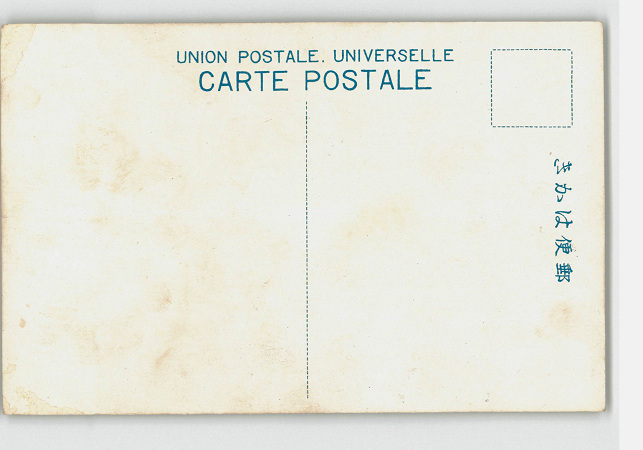 UNION POSTALE. UNIVERSELLE
CARTE POSTALE
郵便はかき